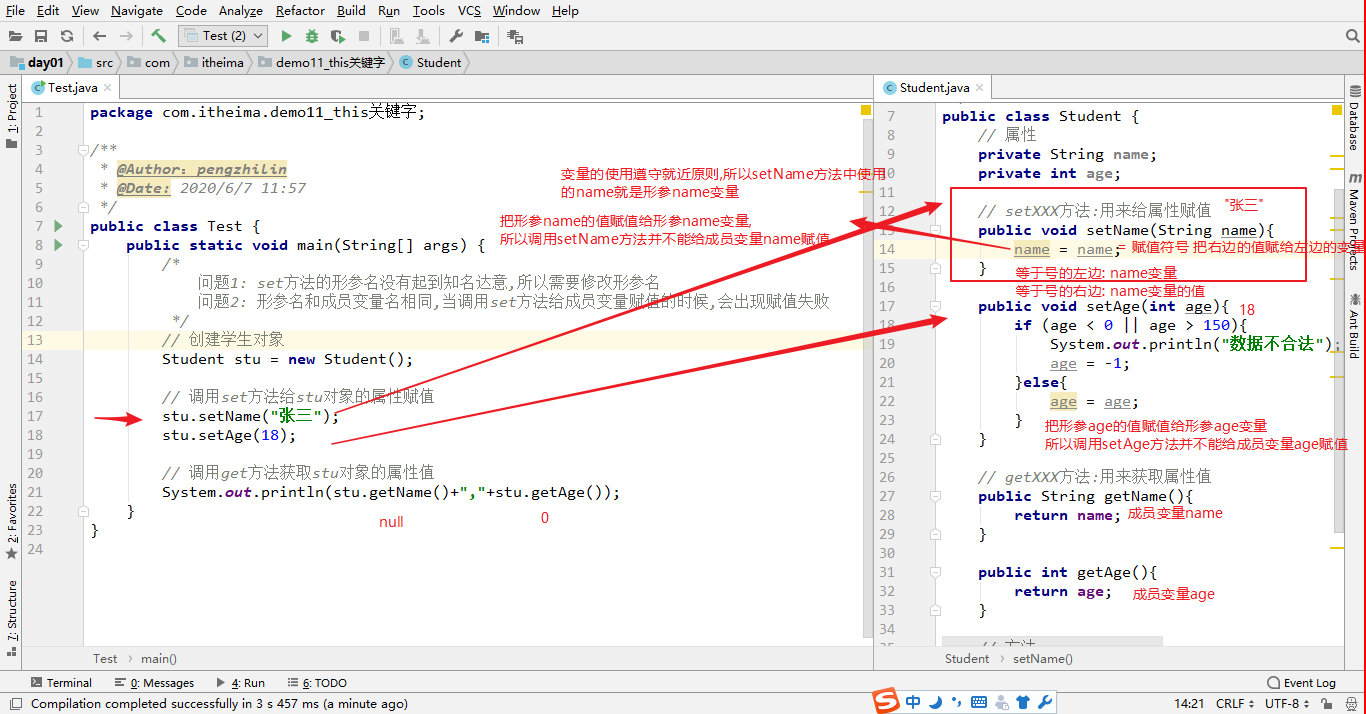 File Edit View Navigate Code Analyze Refactor Build Run Tools VCS Window Help
Test (2)
day01 src com itheima demo11_this关键字 Student
Test.java
Student.java
1: Project
2: Favorites
7: Structure
Database
Maven Projects
Ant Build
1 package com.itheima.demo11_this关键字;
2
3 /**
4 * @Author：pengzhilin
5 * @Date: 2020/6/7 11:57
6 */
7 public class Test {
8 public static void main(String[] args) {
9 /*
10 问题1: set方法的形参名没有起到知名达意,所以需要修改形参名
11 问题2: 形参名和成员变量名相同,当调用set方法给成员变量赋值的时候,会出现赋值失败
12 */
13 // 创建学生对象
14 Student stu = new Student();
15
16 // 调用set方法给stu对象的属性赋值
17 stu.setName("张三");
18 stu.setAge(18);
19
20 // 调用get方法获取stu对象的属性值
21 System.out.println(stu.getName()+","+stu.getAge());
22 }
23 }
24
null
0
变量的使用遵守就近原则,所以setName方法中使用
的name就是形参name变量
把形参name的值赋值给形参name变量,
所以调用setName方法并不能给成员变量name赋值
7 public class Student {
8 // 属性
9 private String name;
10 private int age;
11
12 // setXXX方法:用来给属性赋值 "张三"
13 public void setName(String name){
14 name = name; = 赋值符号 把右边的值赋给左边的变量
15 } 等于号的左边: name变量
16 等于号的右边: name变量的值
17 public void setAge(int age){ 18
18 if (age < 0 || age > 150){
19 System.out.println("数据不合法");
20 age = -1;
21 }else{
22 age = age;
23 } 把形参age的值赋值给形参age变量
24 } 所以调用setAge方法并不能给成员变量age赋值
25
26 // getXXX方法:用来获取属性值
27 public String getName(){
28 return name; 成员变量name
29 }
30
31 public int getAge(){
32 return age; 成员变量age
33 }
34
35 // 方法
Test main()
Student setName()
Terminal 0: Messages 4: Run 6: TODO Event Log
Compilation completed successfully in 3 s 457 ms (a minute ago)
S 中
14:21 CRLF UTF-8